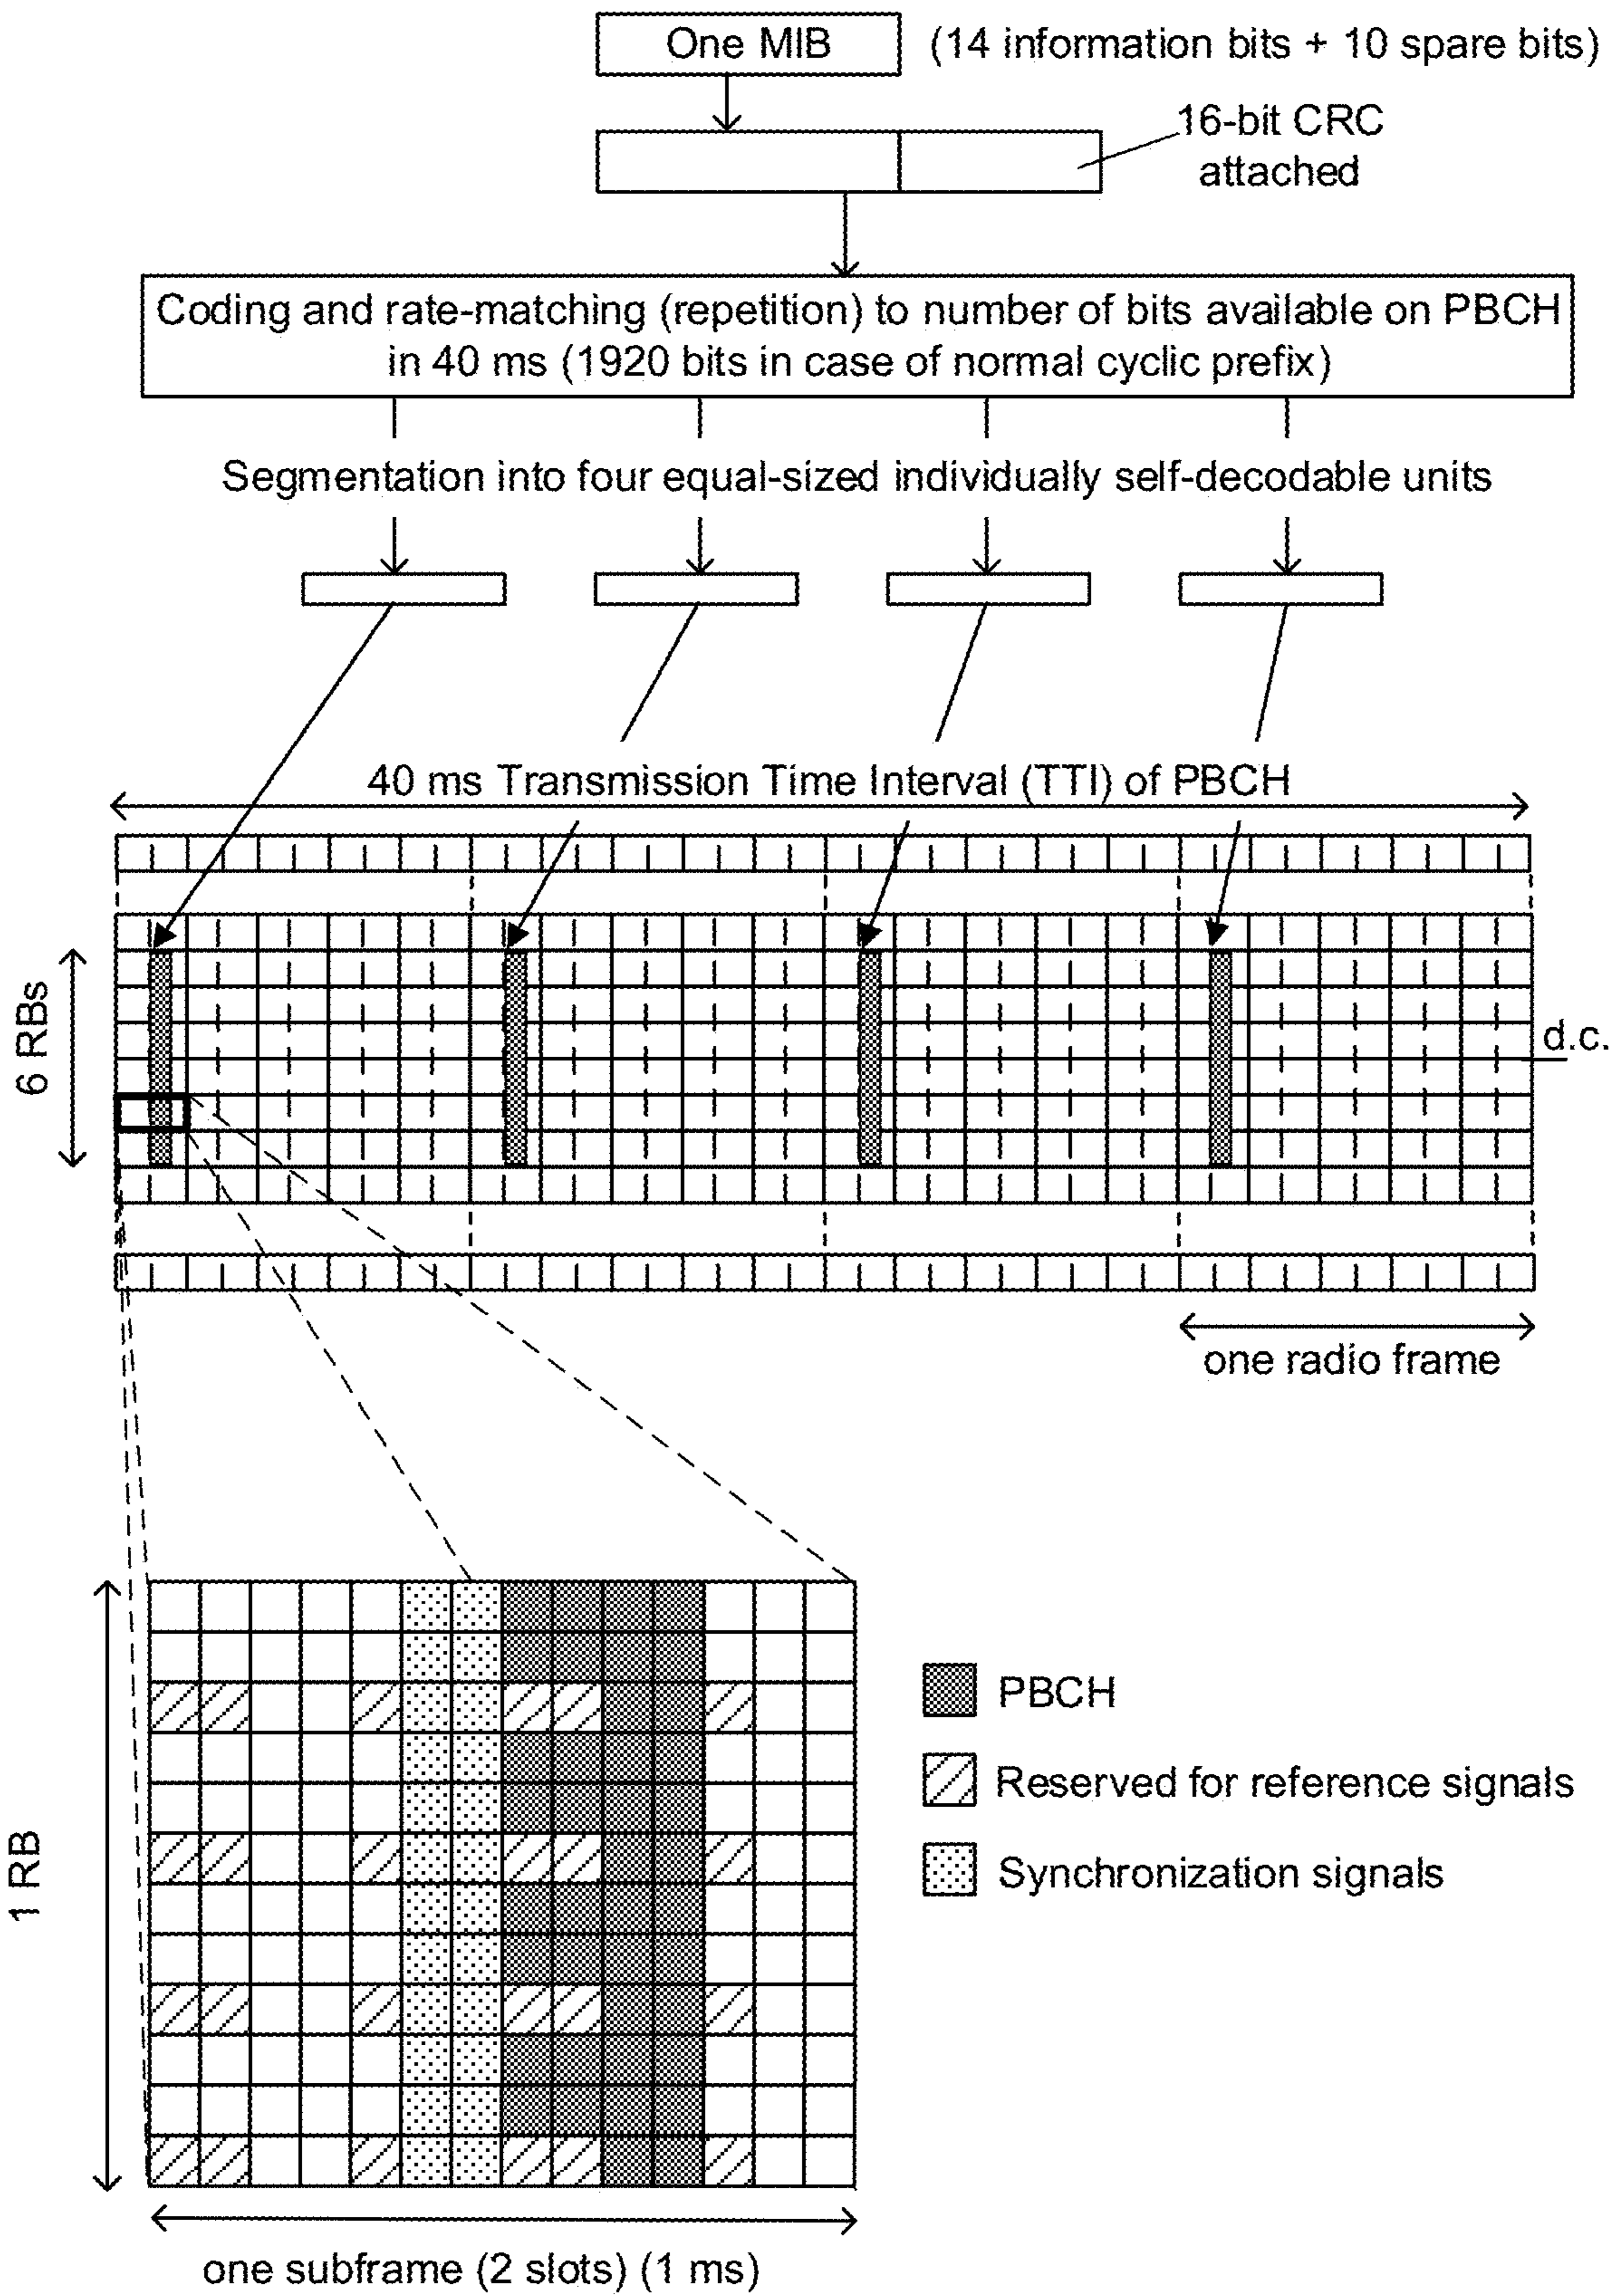 One MIB
(14 information bits + 10 spare bits)
16-bit CRC
attached
Coding and rate-matching (repetition) to number of bits available on PBCH
in 40 ms (1920 bits in case of normal cyclic prefix)
Segmentation into four equal-sized individually self-decodable units
40 ms Transmission Time Interval (TTI) of PBCH
6 RBs
d.c.
one radio frame
1 RB
PBCH
Reserved for reference signals
Synchronization signals
one subframe (2 slots) (1 ms)